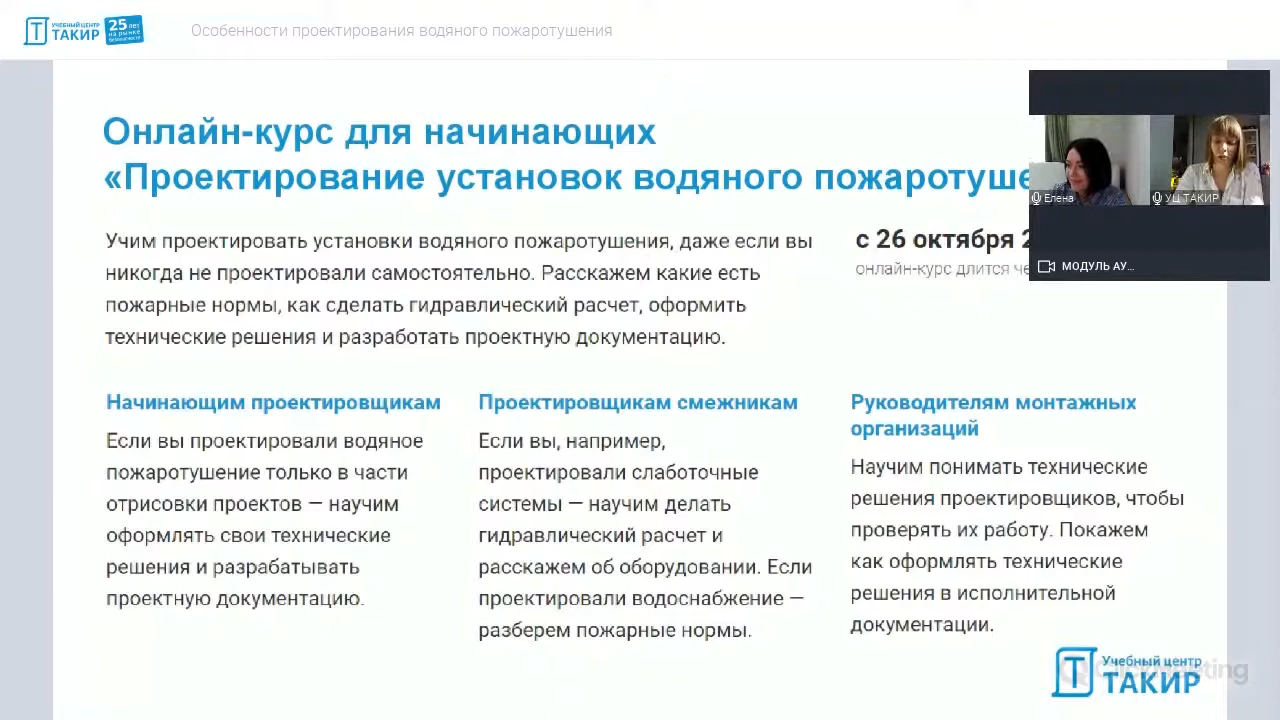 УЧЕБНЫЙ ЦЕНТР
ТАКИР
25 лет
на рынке
безопасности
Особенности проектирования водяного пожаротушения
Онлайн-курс для начинающих
«Проектирование установок водяного пожаротуше
Елена
УЦ ТАКИР
МОДУЛЬ АУ...
Учим проектировать установки водяного пожаротушения, даже если вы
никогда не проектировали самостоятельно. Расскажем какие есть
пожарные нормы, как сделать гидравлический расчет, оформить
технические решения и разработать проектную документацию.
с 26 октября 2
онлайн-курс длится че
Начинающим проектировщикам
Если вы проектировали водяное
пожаротушение только в части
отрисовки проектов — научим
оформлять свои технические
решения и разрабатывать
проектную документацию.
Проектировщикам смежникам
Если вы, например,
проектировали слаботочные
системы — научим делать
гидравлический расчет и
расскажем об оборудовании. Если
проектировали водоснабжение —
разберем пожарные нормы.
Руководителям монтажных
организаций
Научим понимать технические
решения проектировщиков, чтобы
проверять их работу. Покажем
как оформлять технические
решения в исполнительной
документации.
Учебный центр
ТАКИР
ClickMeeting